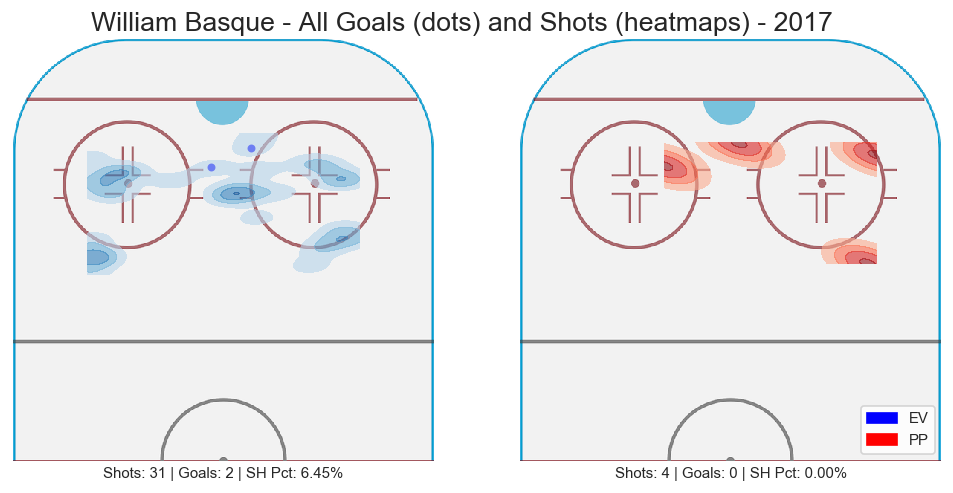 William Basque - All Goals (dots) and Shots (heatmaps) - 2017
EV
PP
Shots: 31 | Goals: 2 | SH Pct: 6.45%
Shots: 4 | Goals: 0 | SH Pct: 0.00%